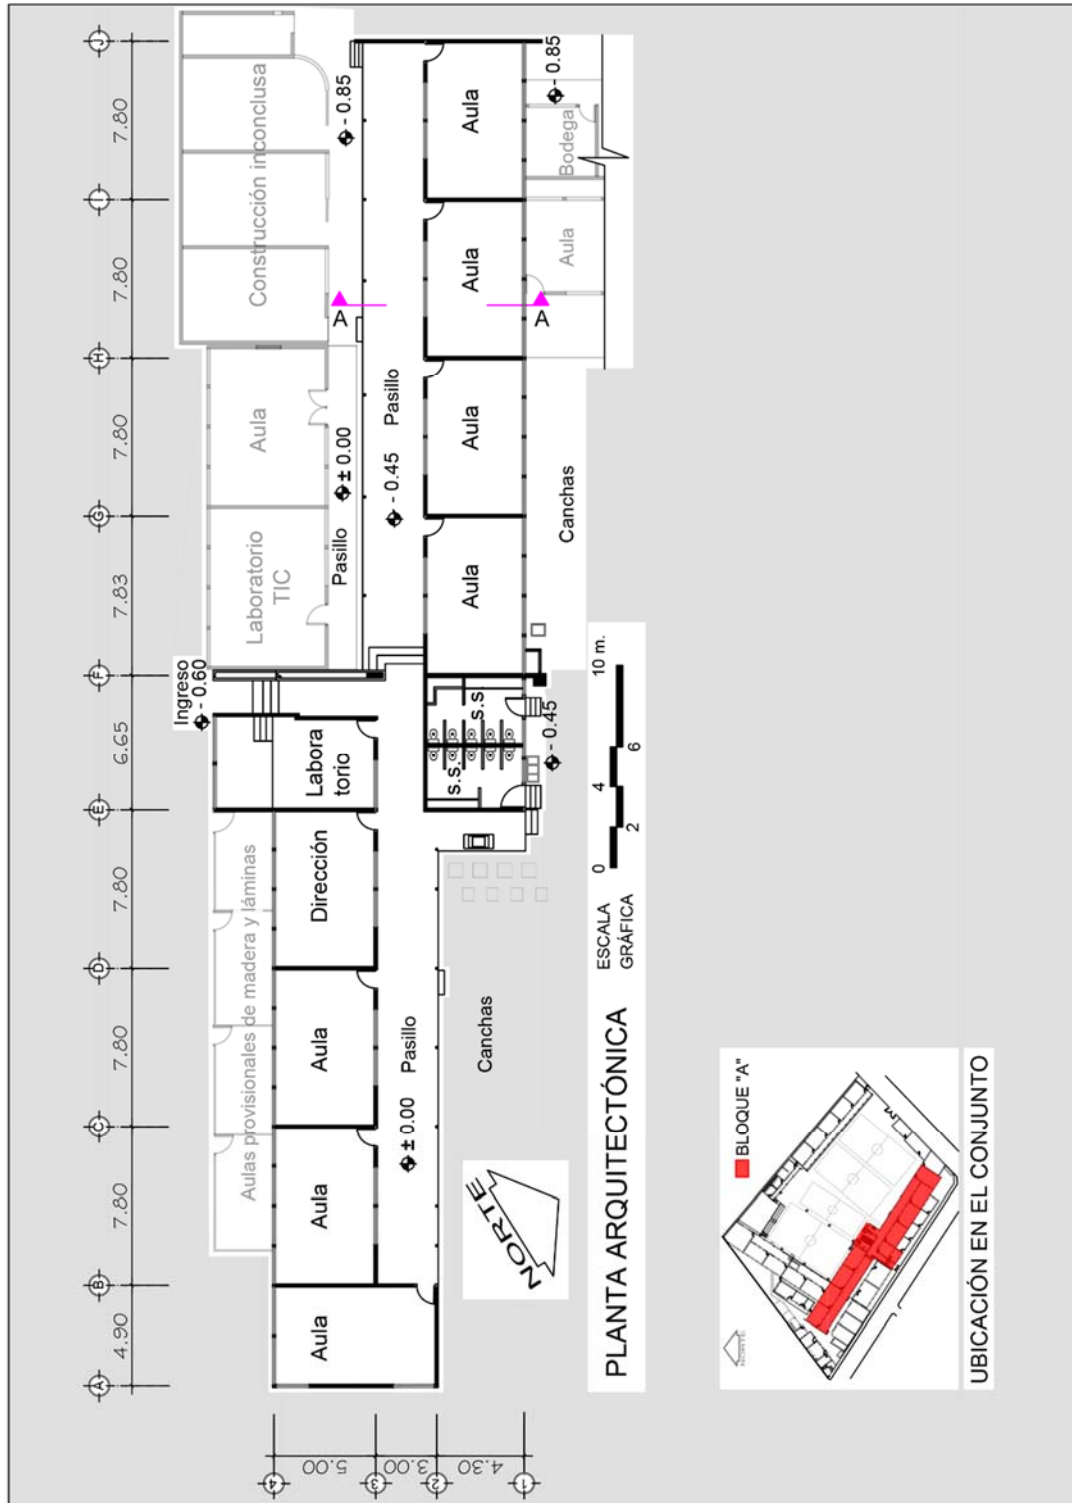 J
I
H
G
F
E
D
C
B
A
7.80
7.80
7.80
7.83
6.65
7.80
7.80
7.80
4.90
4
3
2
1
5.00
3.00
4.30
Construcción inconclusa
- 0.85
Aula
- 0.85
Bodega
Aula
Aula
A
A
Aula
Pasillo
Aula
± 0.00
- 0.45
Laboratorio
TIC
Pasillo
Aula
Canchas
Ingreso
- 0.60
Labora
torio
s.s.
s.s.
- 0.45
Dirección
Aulas provisionales de madera y láminas
Aula
Pasillo
± 0.00
Canchas
Aula
Aula
NORTE
PLANTA ARQUITECTÓNICA
ESCALA
GRÁFICA
0
2
4
6
10 m.
BLOQUE "A"
NORTE
UBICACIÓN EN EL CONJUNTO